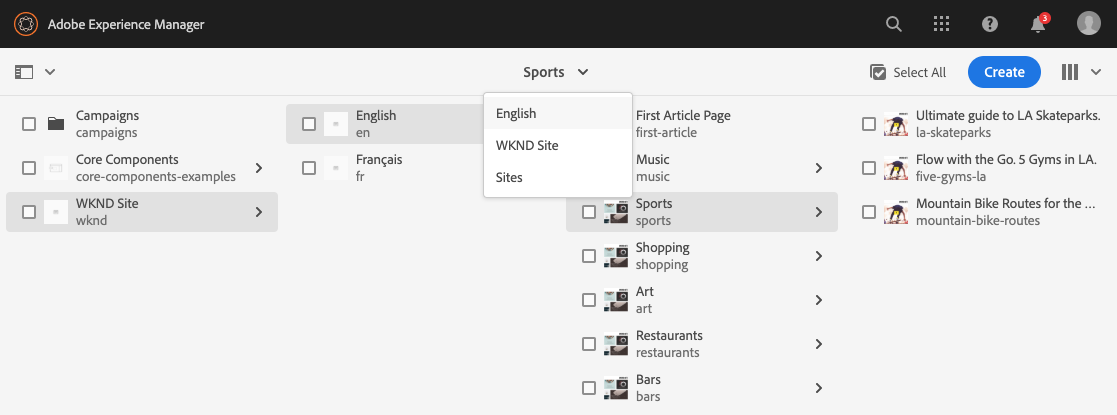 Adobe Experience Manager
3
Sports
Select All
Create
English
WKND Site
Sites
Campaigns
campaigns
Core Components
core-components-examples
WKND Site
wknd
English
en
Français
fr
First Article Page
first-article
Music
music
Sports
sports
Shopping
shopping
Art
art
Restaurants
restaurants
Bars
bars
Ultimate guide to LA Skateparks.
la-skateparks
Flow with the Go. 5 Gyms in LA.
five-gyms-la
Mountain Bike Routes for the ...
mountain-bike-routes